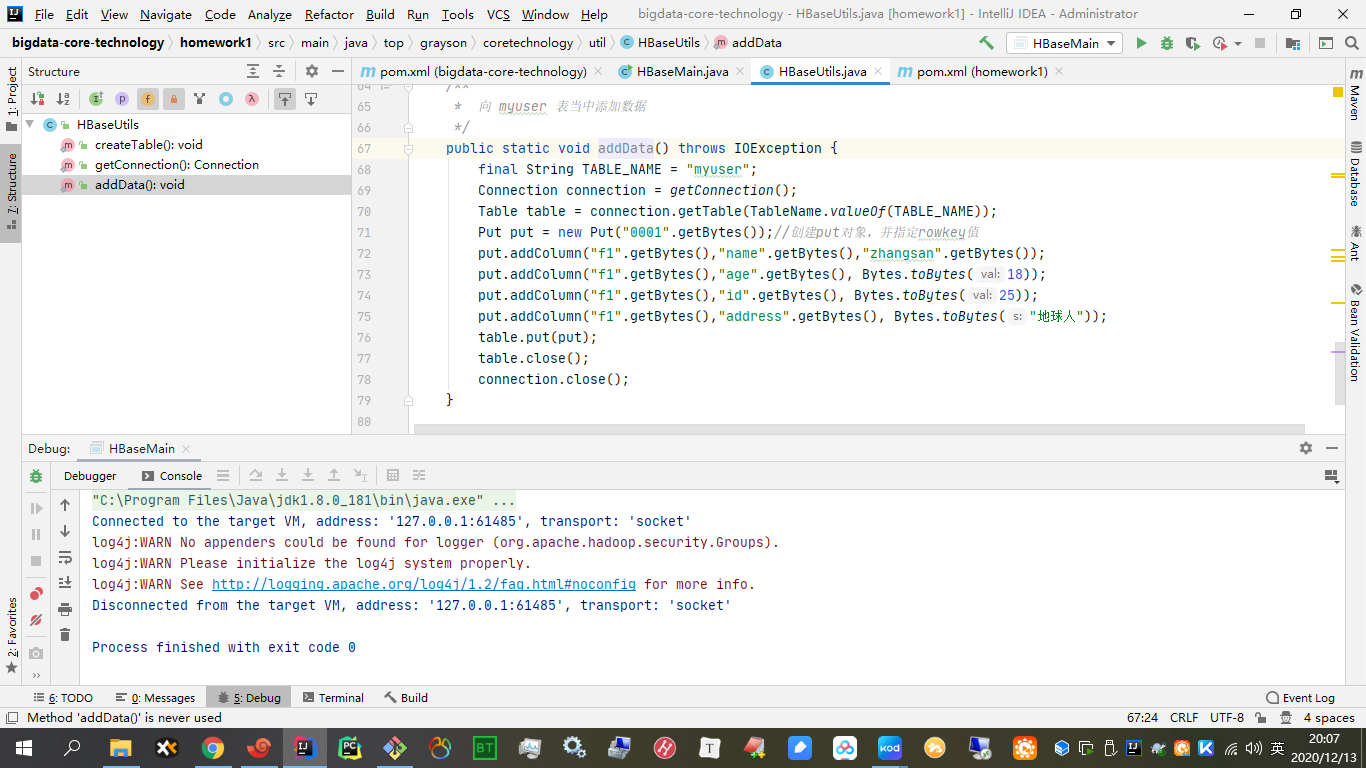 File Edit View Navigate Code Analyze Refactor Build Run Tools VCS Window Help bigdata-core-technology - HBaseUtils.java [homework1] - IntelliJ IDEA - Administrator
bigdata-core-technology homework1 src main java top grayson coretechnology util HBaseUtils addData HBaseMain
Structure
pom.xml (bigdata-core-technology) HBaseMain.java HBaseUtils.java pom.xml (homework1)
1: Project
7: Structure
2: Favorites
HBaseUtils
createTable(): void
getConnection(): Connection
addData(): void
64 /**
65 * 向 myuser 表当中添加数据
66 */
67 public static void addData() throws IOException {
68 final String TABLE_NAME = "myuser";
69 Connection connection = getConnection();
70 Table table = connection.getTable(TableName.valueOf(TABLE_NAME));
71 Put put = new Put("0001".getBytes());//创建put对象，并指定rowkey值
72 put.addColumn("f1".getBytes(),"name".getBytes(),"zhangsan".getBytes());
73 put.addColumn("f1".getBytes(),"age".getBytes(), Bytes.toBytes( val: 18));
74 put.addColumn("f1".getBytes(),"id".getBytes(), Bytes.toBytes( val: 25));
75 put.addColumn("f1".getBytes(),"address".getBytes(), Bytes.toBytes( s: "地球人"));
76 table.put(put);
77 table.close();
78 connection.close();
79 }
80
Maven
Database
Ant
Bean Validation
Debug: HBaseMain
Debugger Console
"C:\Program Files\Java\jdk1.8.0_181\bin\java.exe" ...
Connected to the target VM, address: '127.0.0.1:61485', transport: 'socket'
log4j:WARN No appenders could be found for logger (org.apache.hadoop.security.Groups).
log4j:WARN Please initialize the log4j system properly.
log4j:WARN See http://logging.apache.org/log4j/1.2/faq.html#noconfig for more info.
Disconnected from the target VM, address: '127.0.0.1:61485', transport: 'socket'
Process finished with exit code 0
6: TODO 0: Messages 5: Debug Terminal Build Event Log
Method 'addData()' is never used 67:24 CRLF UTF-8 4 spaces
英 20:07
2020/12/13